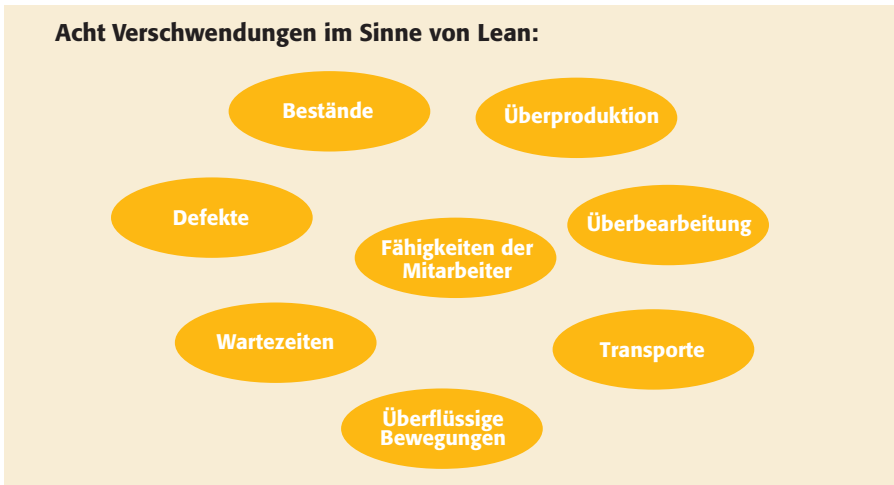 Acht Verschwendungen im Sinne von Lean:
Bestände
Überproduktion
Defekte
Überbearbeitung
Fähigkeiten der
Mitarbeiter
Wartezeiten
Transporte
Überflüssige
Bewegungen